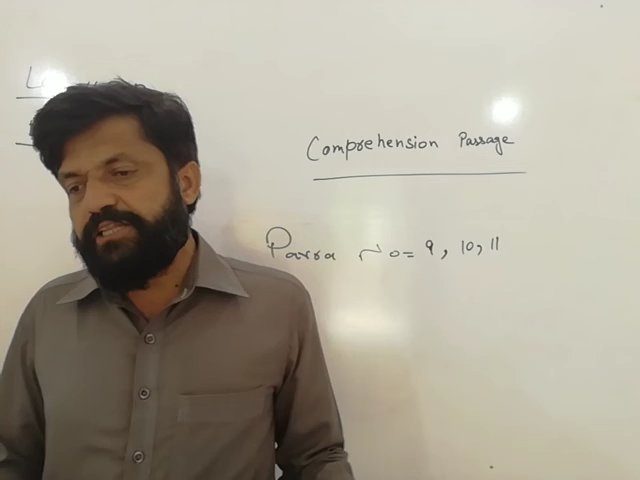 Comprehension Passage
Parra No= 9, 10, 11